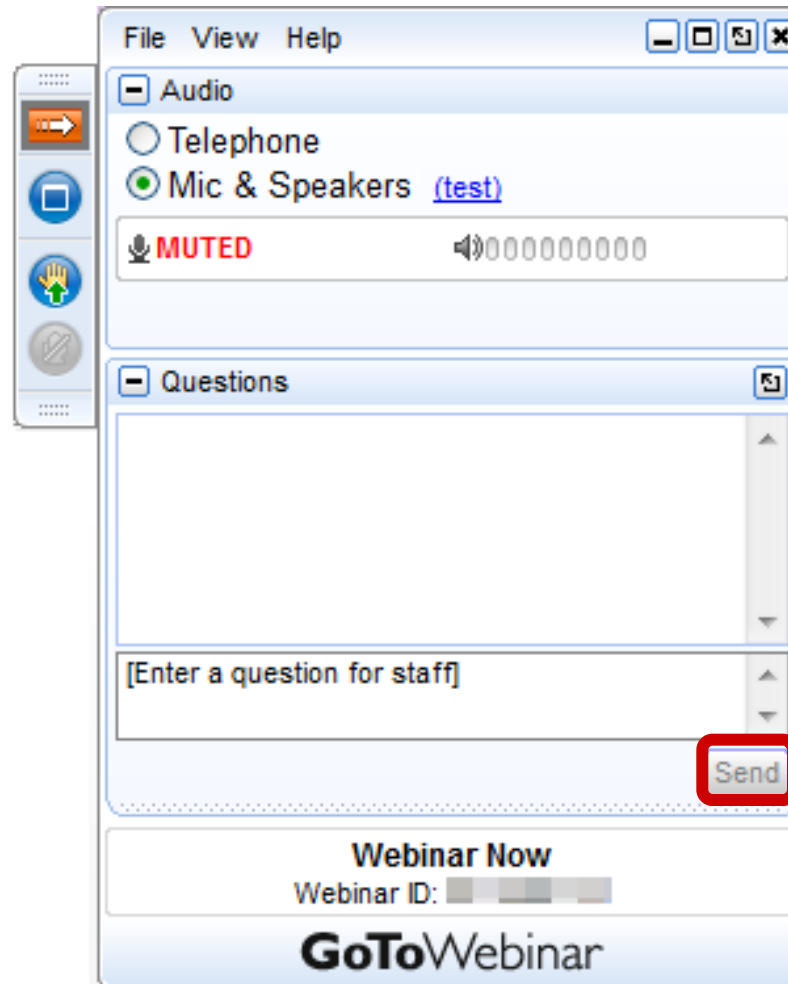 File View Help
Audio
Telephone
Mic & Speakers (test)
MUTED 000000000
Questions
[Enter a question for staff]
Send
Webinar Now
Webinar ID:
GoToWebinar